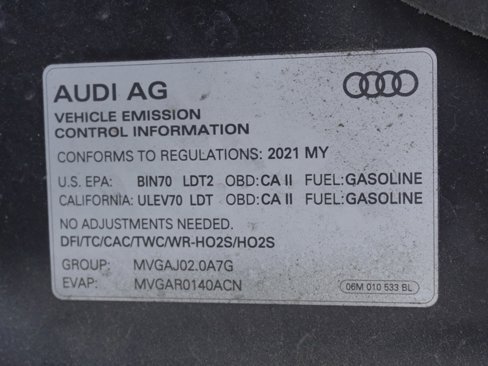 AUDI AG
VEHICLE EMISSION
CONTROL INFORMATION
CONFORMS TO REGULATIONS: 2021 MY
U.S. EPA: BIN70 LDT2 OBD:CA II FUEL:GASOLINE
CALIFORNIA: ULEV70 LDT OBD:CA II FUEL:GASOLINE
NO ADJUSTMENTS NEEDED.
DFI/TC/CAC/TWC/WR-HO2S/HO2S
GROUP: MVGAJ02.0A7G
EVAP: MVGAR0140ACN
06M 010 533 BL